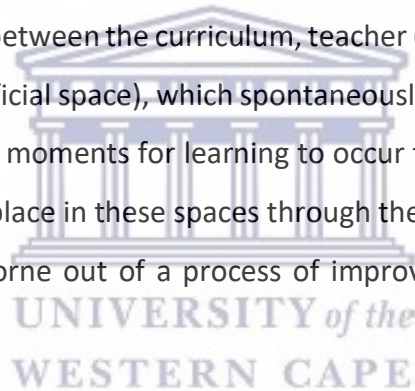 between the curriculum, teacher
ficial space), which spontaneousl
moments for learning to occur
place in these spaces through the
orne out of a process of improv
UNIVERSITY of the
WESTERN CAPE